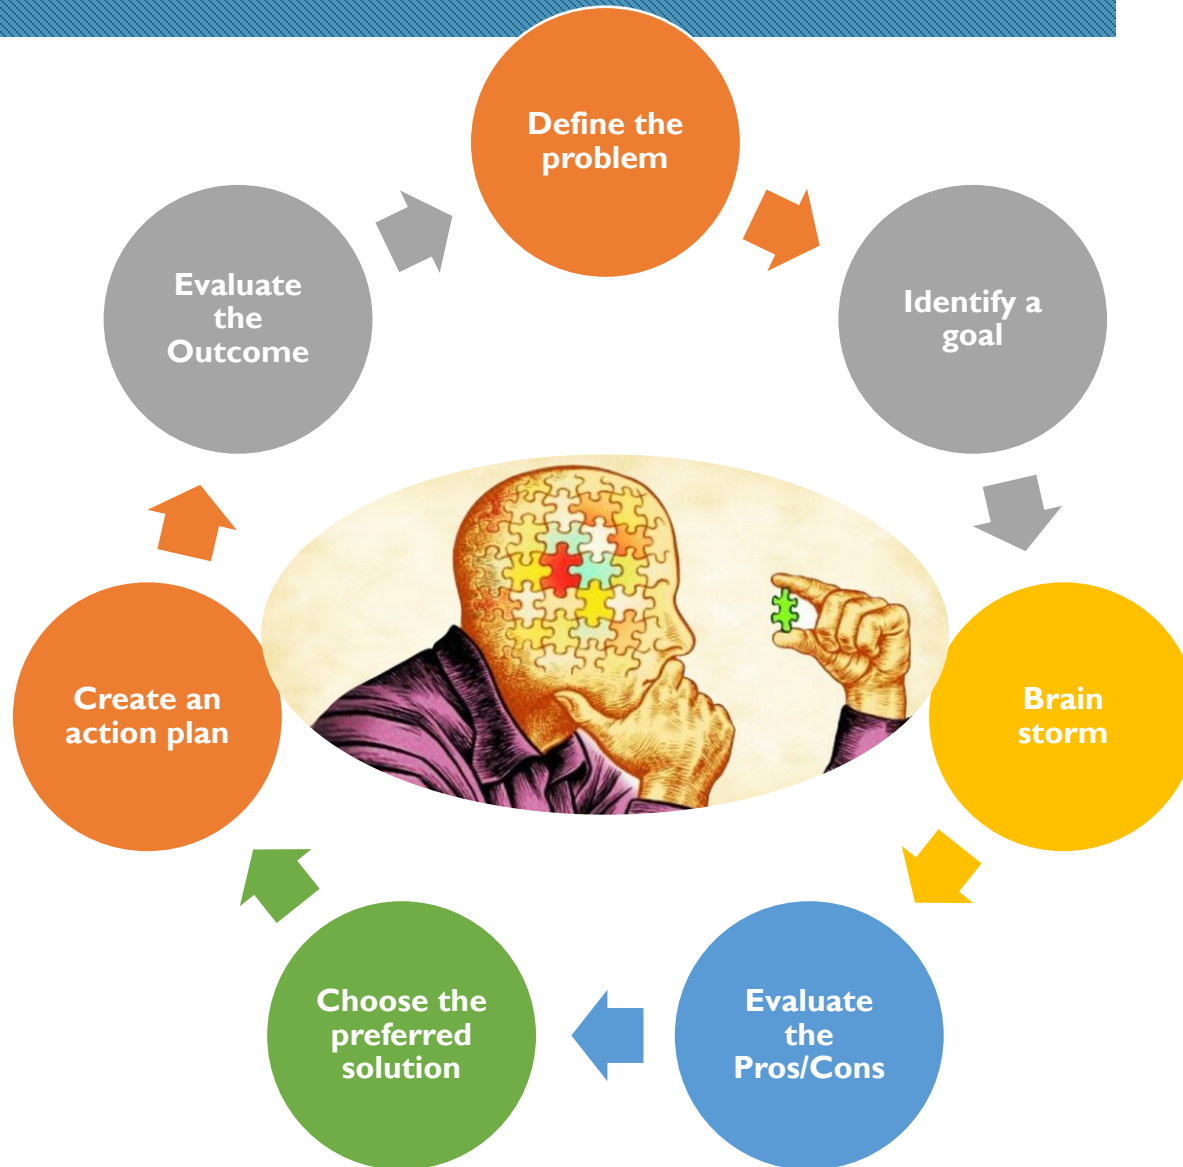 Define the
problem
Identify a
goal
Brain
storm
Evaluate
the
Pros/Cons
Choose the
preferred
solution
Create an
action plan
Evaluate
the
Outcome